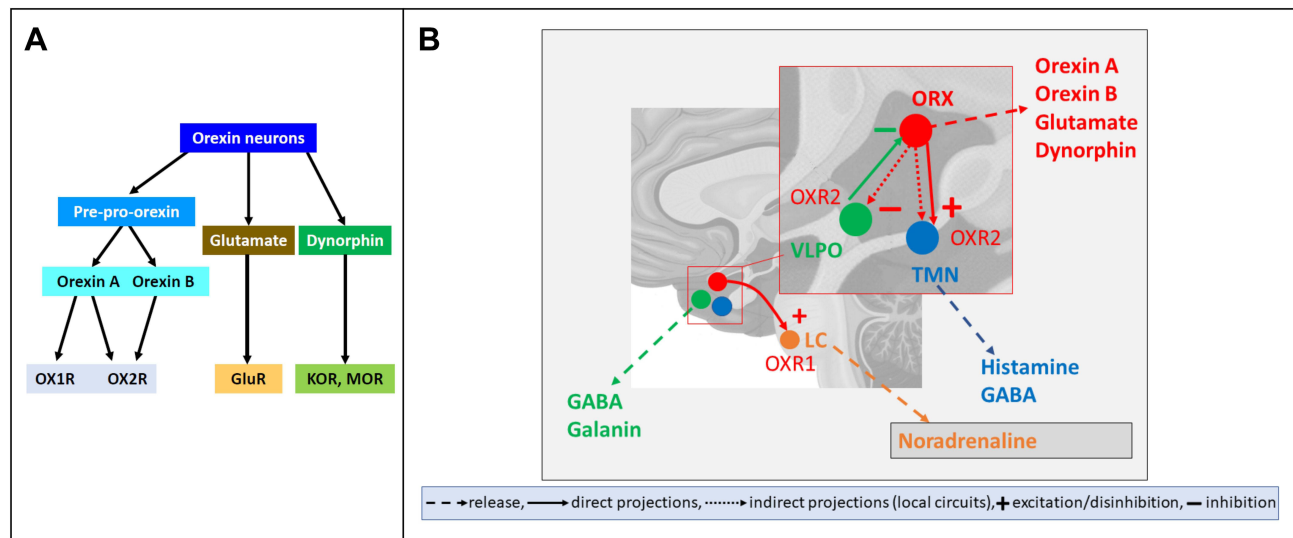 A
Orexin neurons
Pre-pro-orexin
Glutamate
Dynorphin
Orexin A
Orexin B
OX1R
OX2R
GluR
KOR, MOR
B
ORX
Orexin A
Orexin B
Glutamate
Dynorphin
OXR2
VLPO
OXR2
TMN
LC
OXR1
GABA
Galanin
Histamine
GABA
Noradrenaline
release, direct projections, indirect projections (local circuits), + excitation/disinhibition, − inhibition